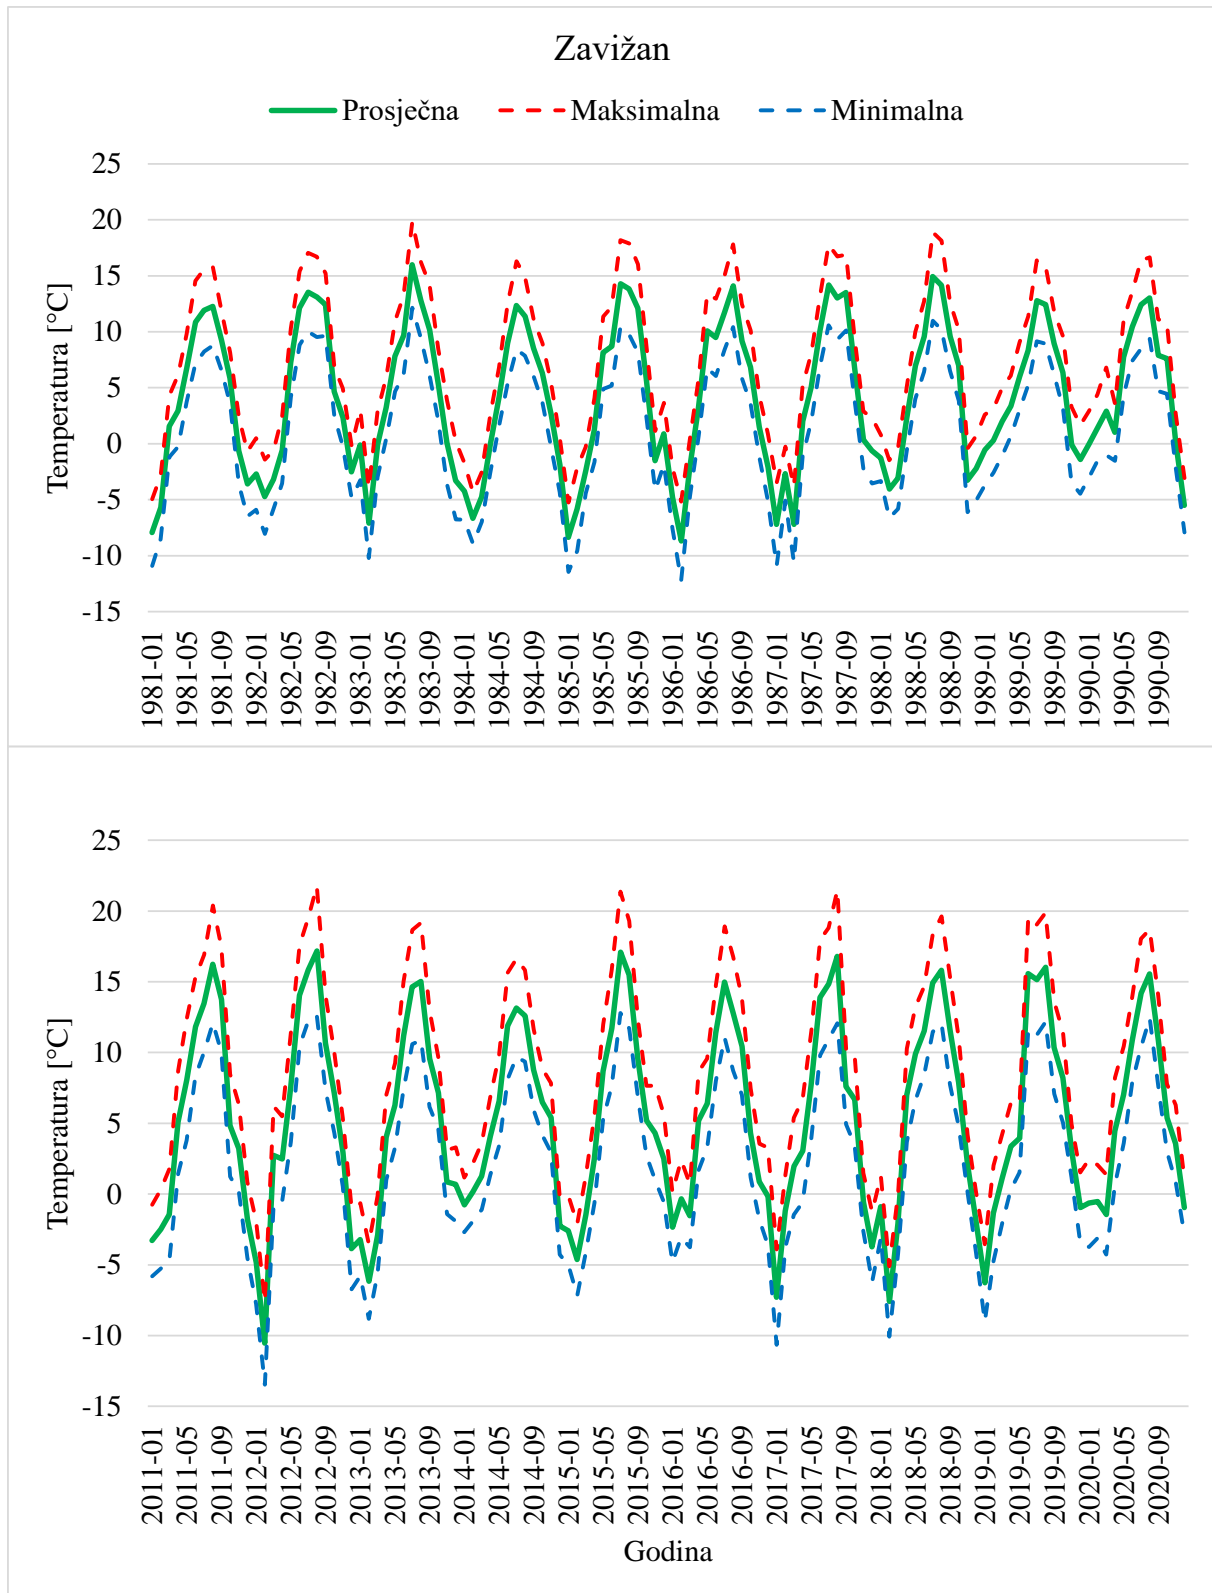 Zavižan
Prosječna Maksimalna Minimalna
Temperatura [°C]
25
20
15
10
5
0
-5
-10
-15
1981-01 1981-05 1981-09 1982-01 1982-05 1982-09 1983-01 1983-05 1983-09 1984-01 1984-05 1984-09 1985-01 1985-05 1985-09 1986-01 1986-05 1986-09 1987-01 1987-05 1987-09 1988-01 1988-05 1988-09 1989-01 1989-05 1989-09 1990-01 1990-05 1990-09
Temperatura [°C]
25
20
15
10
5
0
-5
-10
-15
2011-01 2011-05 2011-09 2012-01 2012-05 2012-09 2013-01 2013-05 2013-09 2014-01 2014-05 2014-09 2015-01 2015-05 2015-09 2016-01 2016-05 2016-09 2017-01 2017-05 2017-09 2018-01 2018-05 2018-09 2019-01 2019-05 2019-09 2020-01 2020-05 2020-09
Godina